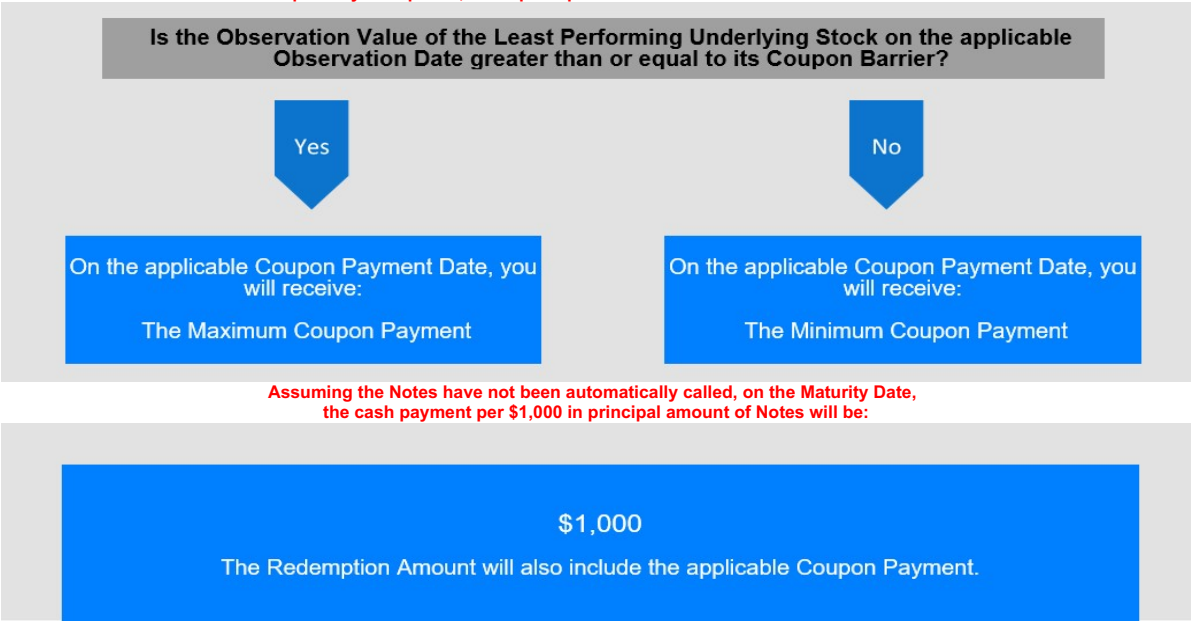 Is the Observation Value of the Least Performing Underlying Stock on the applicable
Observation Date greater than or equal to its Coupon Barrier?
Yes
No
On the applicable Coupon Payment Date, you
will receive:
The Maximum Coupon Payment
On the applicable Coupon Payment Date, you
will receive:
The Minimum Coupon Payment
Assuming the Notes have not been automatically called, on the Maturity Date,
the cash payment per $1,000 in principal amount of Notes will be:
$1,000
The Redemption Amount will also include the applicable Coupon Payment.